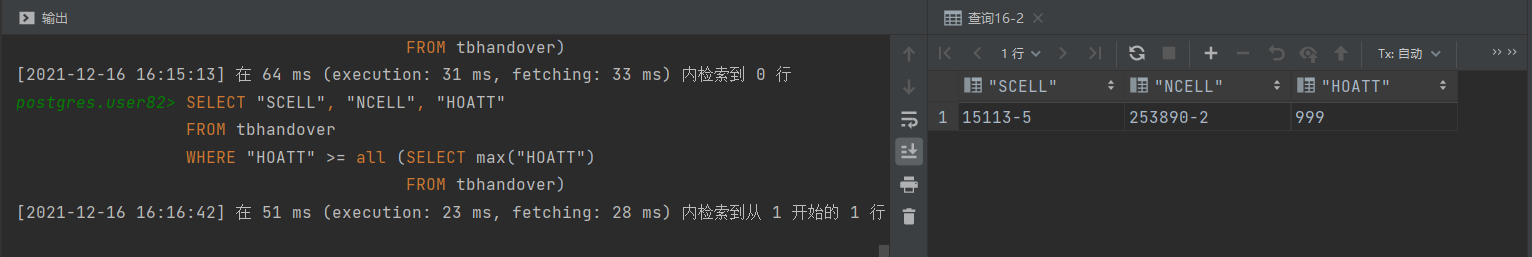 输出
FROM tbhandover)
[2021-12-16 16:15:13] 在 64 ms (execution: 31 ms, fetching: 33 ms) 内检索到 0 行
postgres.user82> SELECT "SCELL", "NCELL", "HOATT"
FROM tbhandover
WHERE "HOATT" >= all (SELECT max("HOATT")
FROM tbhandover)
[2021-12-16 16:16:42] 在 51 ms (execution: 23 ms, fetching: 28 ms) 内检索到从 1 开始的 1 行
查询16-2
1 行
Tx: 自动
"SCELL" "NCELL" "HOATT"
1 15113-5 253890-2 999